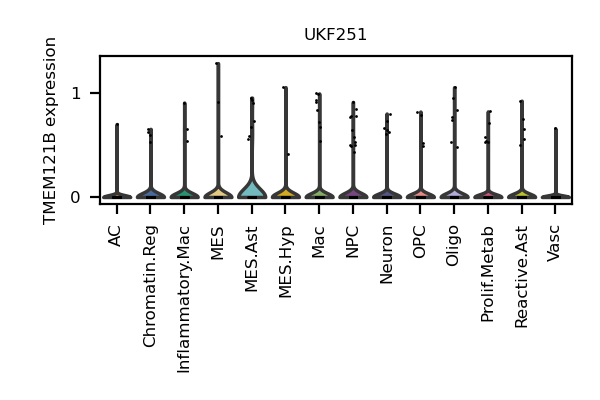 UKF251
TMEM121B expression
1
0
AC
Chromatin.Reg
Inflammatory.Mac
MES
MES.Ast
MES.Hyp
Mac
NPC
Neuron
OPC
Oligo
Prolif.Metab
Reactive.Ast
Vasc